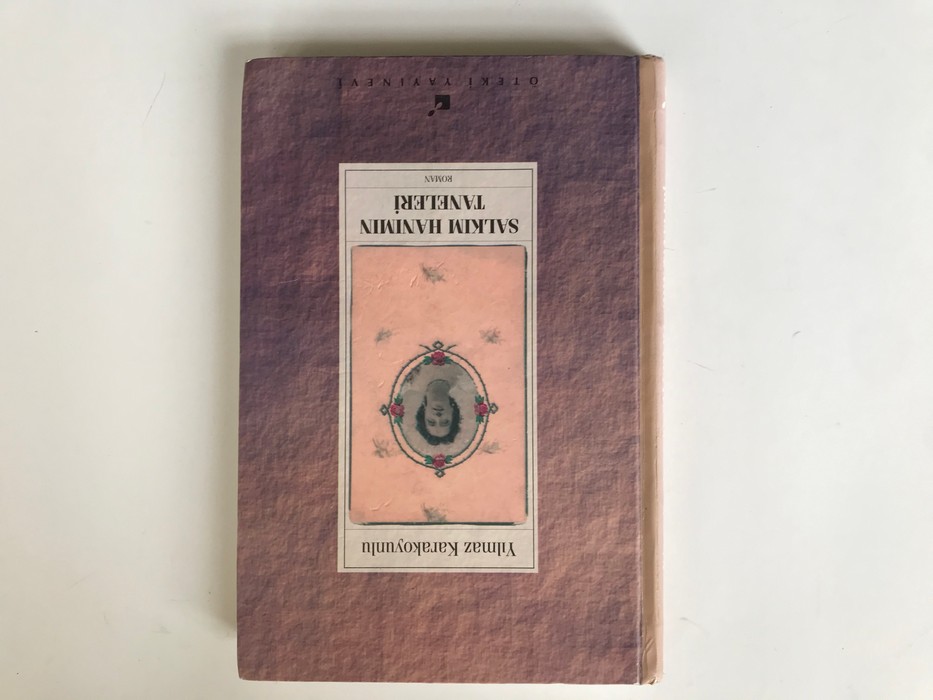 Yılmaz Karakoyunlu
SALKIM HANIMIN
TANELERİ
ROMAN
ÖTEKİ YAYINEVİ